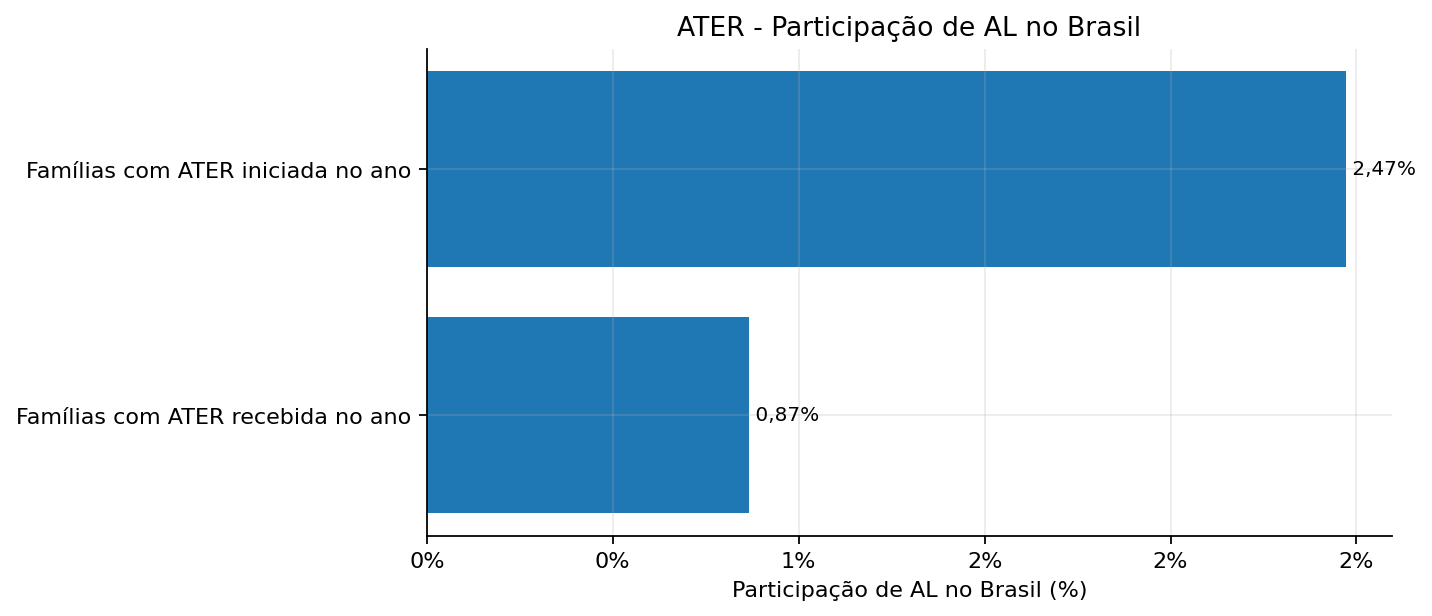 ATER - Participação de AL no Brasil
Famílias com ATER iniciada no ano
2,47%
Famílias com ATER recebida no ano
0,87%
0% 0% 1% 2% 2% 2%
Participação de AL no Brasil (%)